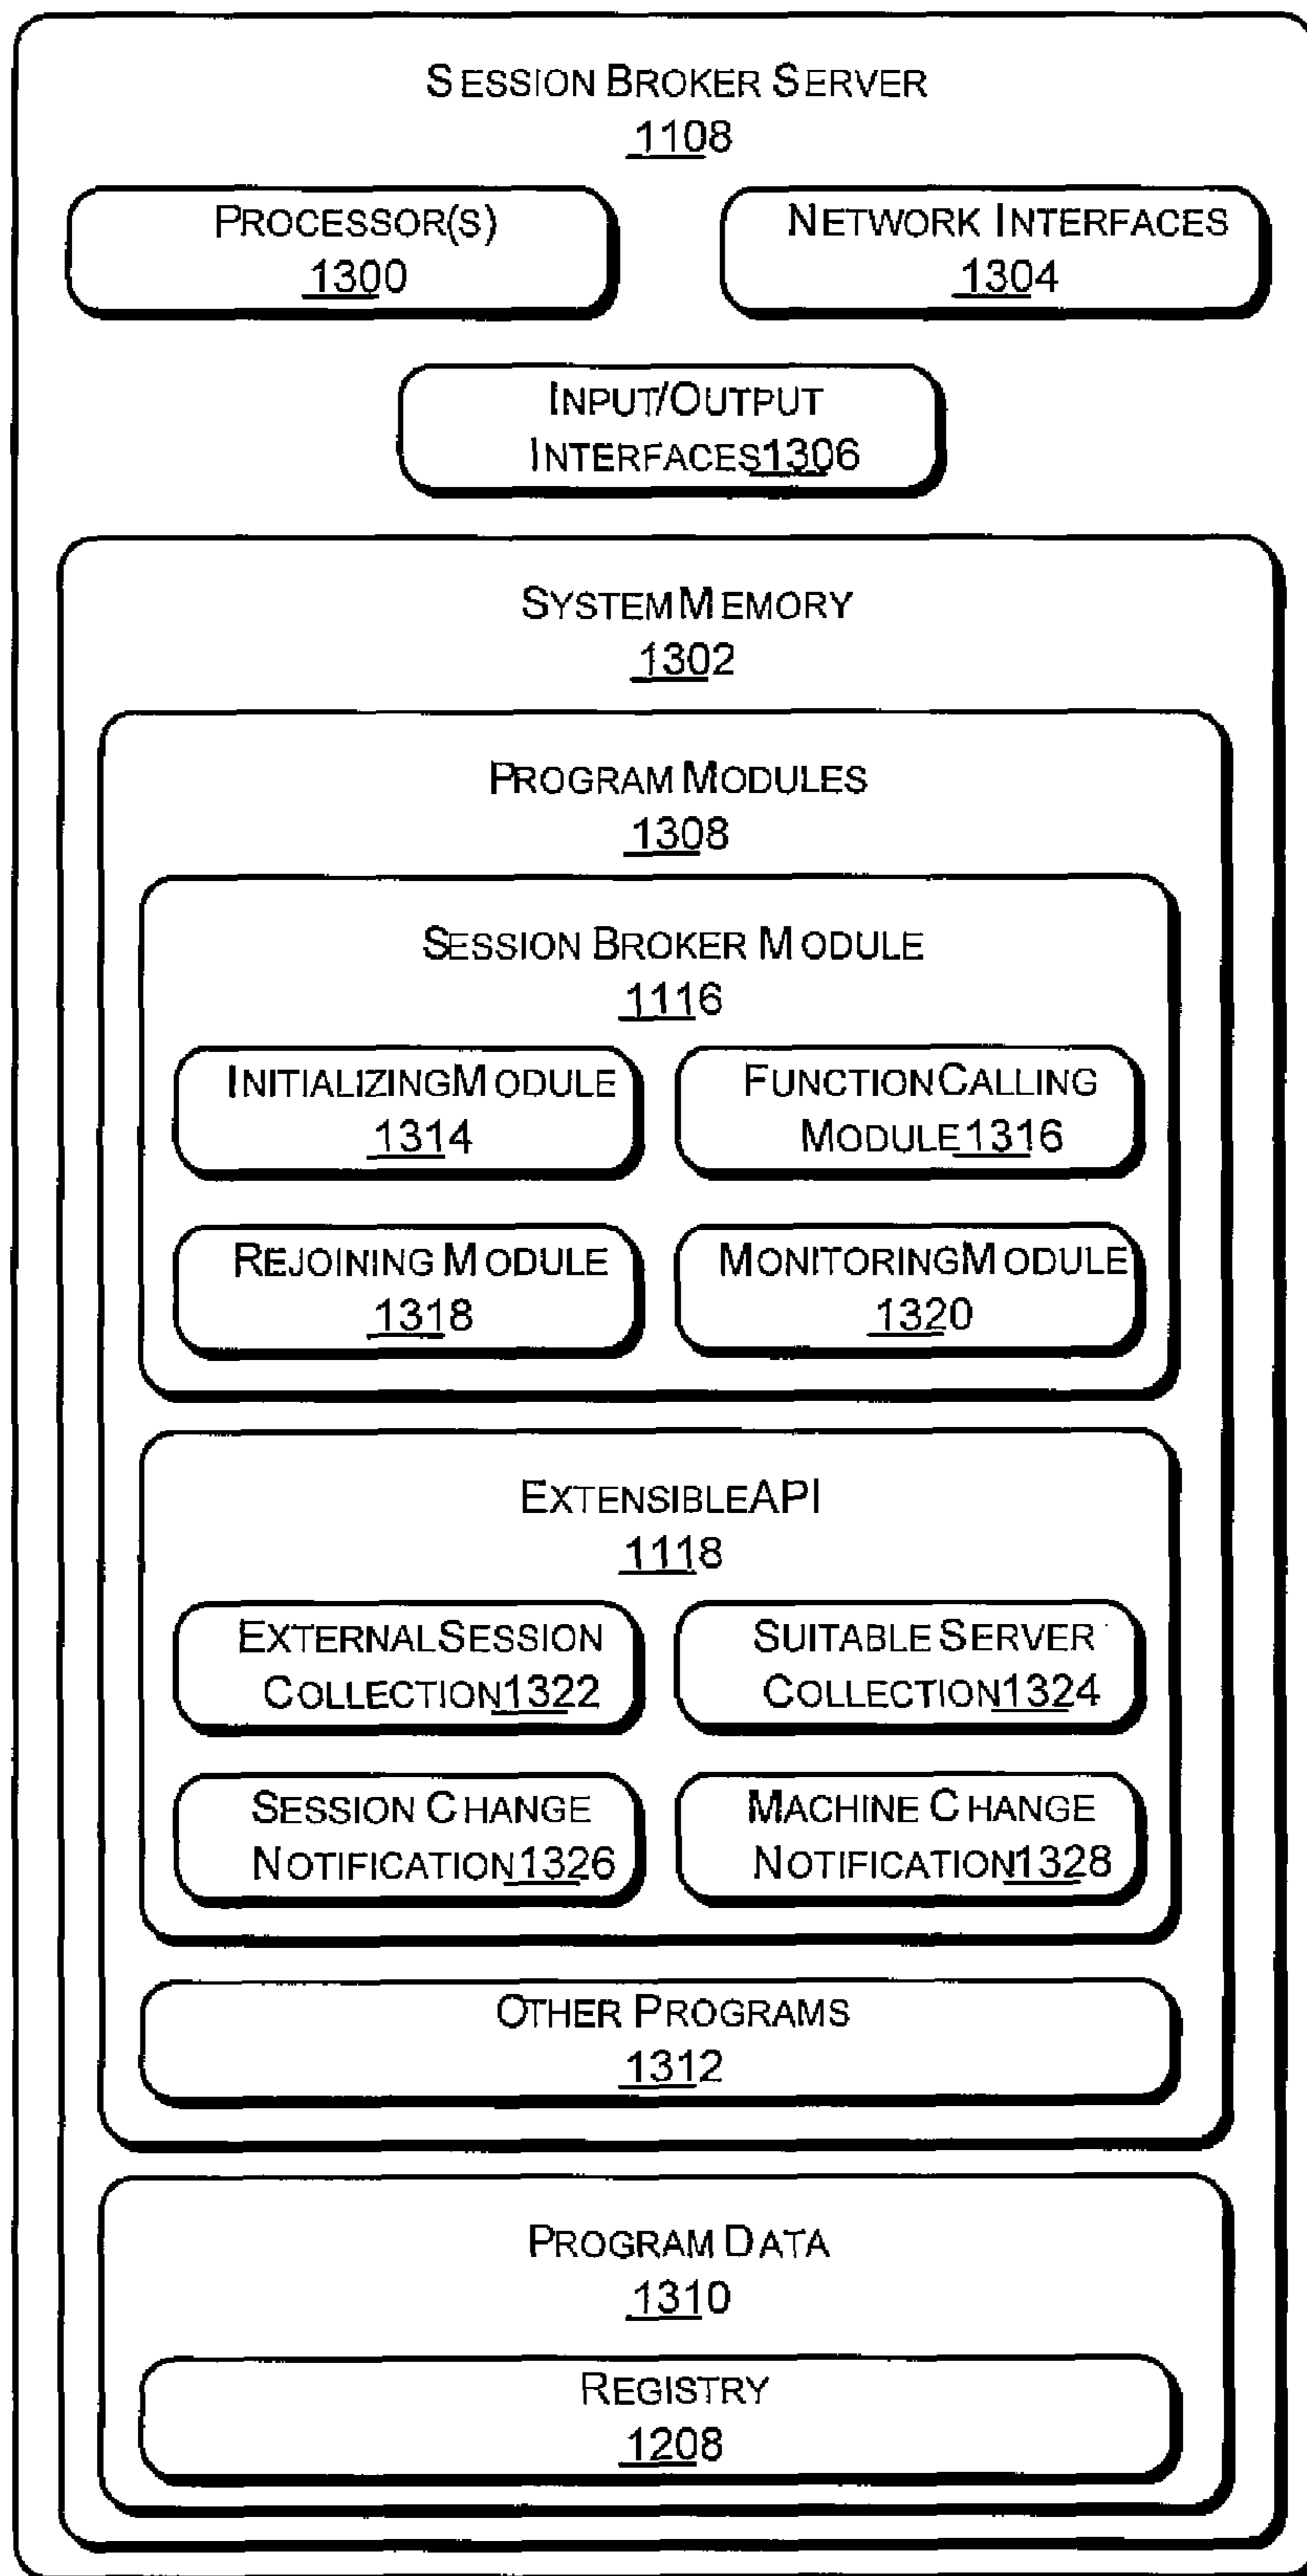 SESSION BROKER SERVER
1108
PROCESSOR(S)
1300
NETWORK INTERFACES
1304
INPUT/OUTPUT
INTERFACES 1306
SYSTEM MEMORY
1302
PROGRAM MODULES
1308
SESSION BROKER MODULE
1116
INITIALIZING MODULE
1314
FUNCTION CALLING
MODULE 1316
REJOINING MODULE
1318
MONITORING MODULE
1320
EXTENSIBLE API
1118
EXTERNAL SESSION
COLLECTION 1322
SUITABLE SERVER
COLLECTION 1324
SESSION CHANGE
NOTIFICATION 1326
MACHINE CHANGE
NOTIFICATION 1328
OTHER PROGRAMS
1312
PROGRAM DATA
1310
REGISTRY
1208